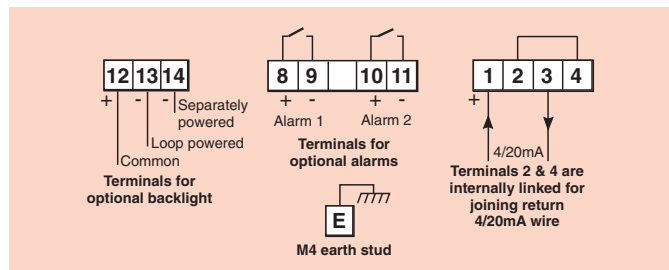 12 13 14
+ - -
Separately
powered
Loop powered
Common
Terminals for
optional backlight
8 9 10 11
+ - + -
Alarm 1 Alarm 2
Terminals for
optional alarms
E
M4 earth stud
1 2 3 4
+
4/20mA
Terminals 2 & 4 are
internally linked for
joining return
4/20mA wire